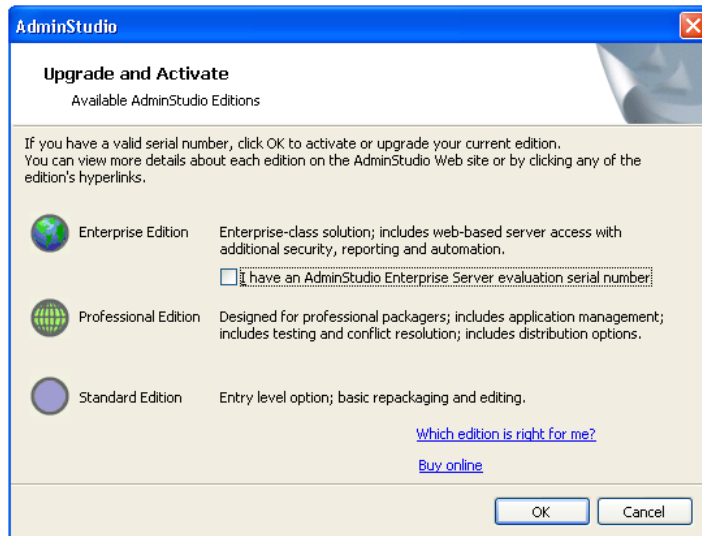 AdminStudio
Upgrade and Activate
Available AdminStudio Editions
If you have a valid serial number, click OK to activate or upgrade your current edition.
You can view more details about each edition on the AdminStudio Web site or by clicking any of the
edition's hyperlinks.
Enterprise Edition
Enterprise-class solution; includes web-based server access with
additional security, reporting and automation.
I have an AdminStudio Enterprise Server evaluation serial number
Professional Edition
Designed for professional packagers; includes application management;
includes testing and conflict resolution; includes distribution options.
Standard Edition
Entry level option; basic repackaging and editing.
Which edition is right for me?
Buy online
OK
Cancel